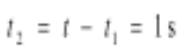 t₂ = t - t₁ = 1 s